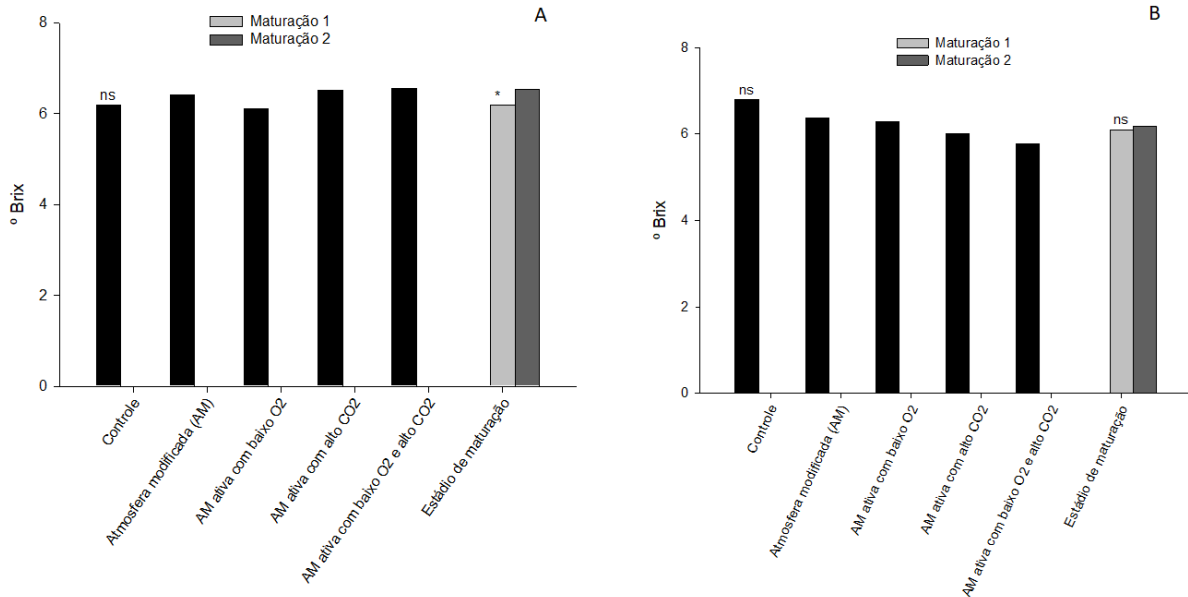 A
Maturação 1
Maturação 2
8
6
4
2
0
º Brix
ns
*
Controle
Atmosfera modificada (AM)
AM ativa com baixo O2
AM ativa com alto CO2
AM ativa com baixo O2 e alto CO2
Estádio de maturação
B
Maturação 1
Maturação 2
8
6
4
2
0
º Brix
ns
ns
Controle
Atmosfera modificada (AM)
AM ativa com baixo O2
AM ativa com alto CO2
AM ativa com baixo O2 e alto CO2
Estádio de maturação